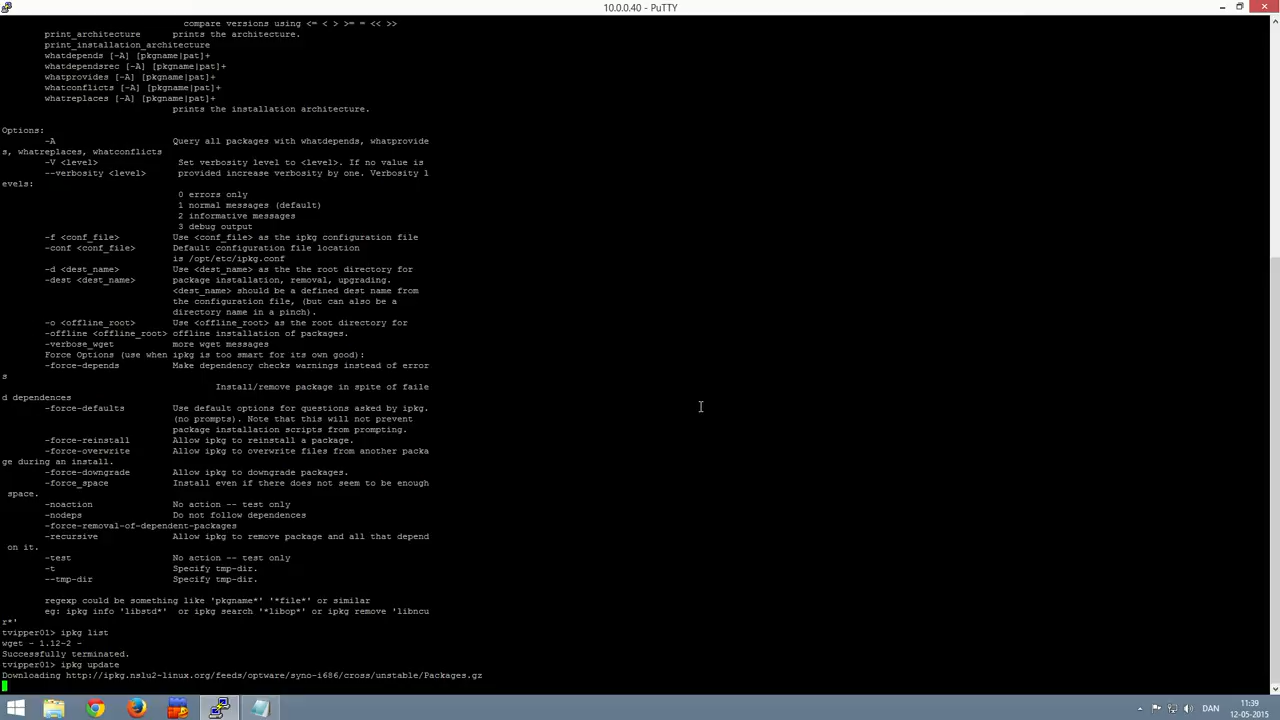 10.0.0.40 - PuTTY
compare versions using <= < > >= = << >>
print_architecture prints the architecture.
print_installation_architecture
whatdepends [-A] [pkgname|pat]+
whatdependsrec [-A] [pkgname|pat]+
whatprovides [-A] [pkgname|pat]+
whatconflicts [-A] [pkgname|pat]+
whatreplaces [-A] [pkgname|pat]+
prints the installation architecture.
Options:
-A Query all packages with whatdepends, whatprovide
s, whatreplaces, whatconflicts
-V <level> Set verbosity level to <level>. If no value is
--verbosity <level> provided increase verbosity by one. Verbosity l
evels:
0 errors only
1 normal messages (default)
2 informative messages
3 debug output
-f <conf_file> Use <conf_file> as the ipkg configuration file
-conf <conf_file> Default configuration file location
is /opt/etc/ipkg.conf
-d <dest_name> Use <dest_name> as the the root directory for
-dest <dest_name> package installation, removal, upgrading.
<dest_name> should be a defined dest name from
the configuration file, (but can also be a
directory name in a pinch).
-o <offline_root> Use <offline_root> as the root directory for
-offline <offline_root> offline installation of packages.
-verbose_wget more wget messages
Force Options (use when ipkg is too smart for its own good):
-force-depends Make dependency checks warnings instead of error
s
Install/remove package in spite of faile
d dependences
-force-defaults Use default options for questions asked by ipkg.
(no prompts). Note that this will not prevent
package installation scripts from prompting.
-force-reinstall Allow ipkg to reinstall a package.
-force-overwrite Allow ipkg to overwrite files from another packa
ge during an install.
-force-downgrade Allow ipkg to downgrade packages.
-force_space Install even if there does not seem to be enough
space.
-noaction No action -- test only
-nodeps Do not follow dependences
-force-removal-of-dependent-packages
-recursive Allow ipkg to remove package and all that depend
on it.
-test No action -- test only
-t Specify tmp-dir.
--tmp-dir Specify tmp-dir.
regexp could be something like 'pkgname*' '*file*' or similar
eg: ipkg info 'libstd*' or ipkg search '*libop*' or ipkg remove 'libncu
r*'
tvipper01> ipkg list
wget - 1.12-2 -
Successfully terminated.
tvipper01> ipkg update
Downloading http://ipkg.nslu2-linux.org/feeds/optware/syno-i686/cross/unstable/Packages.gz
DAN
11:39
12-05-2015